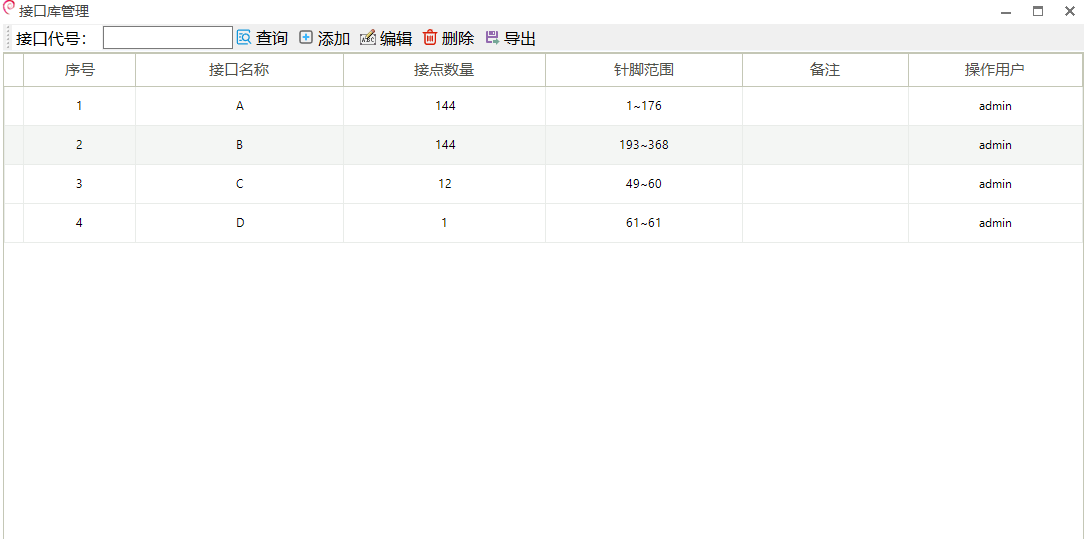 接口库管理
接口代号： 查询 添加 编辑 删除 导出
序号 接口名称 接点数量 针脚范围 备注 操作用户
1 A 144 1~176 admin
2 B 144 193~368 admin
3 C 12 49~60 admin
4 D 1 61~61 admin